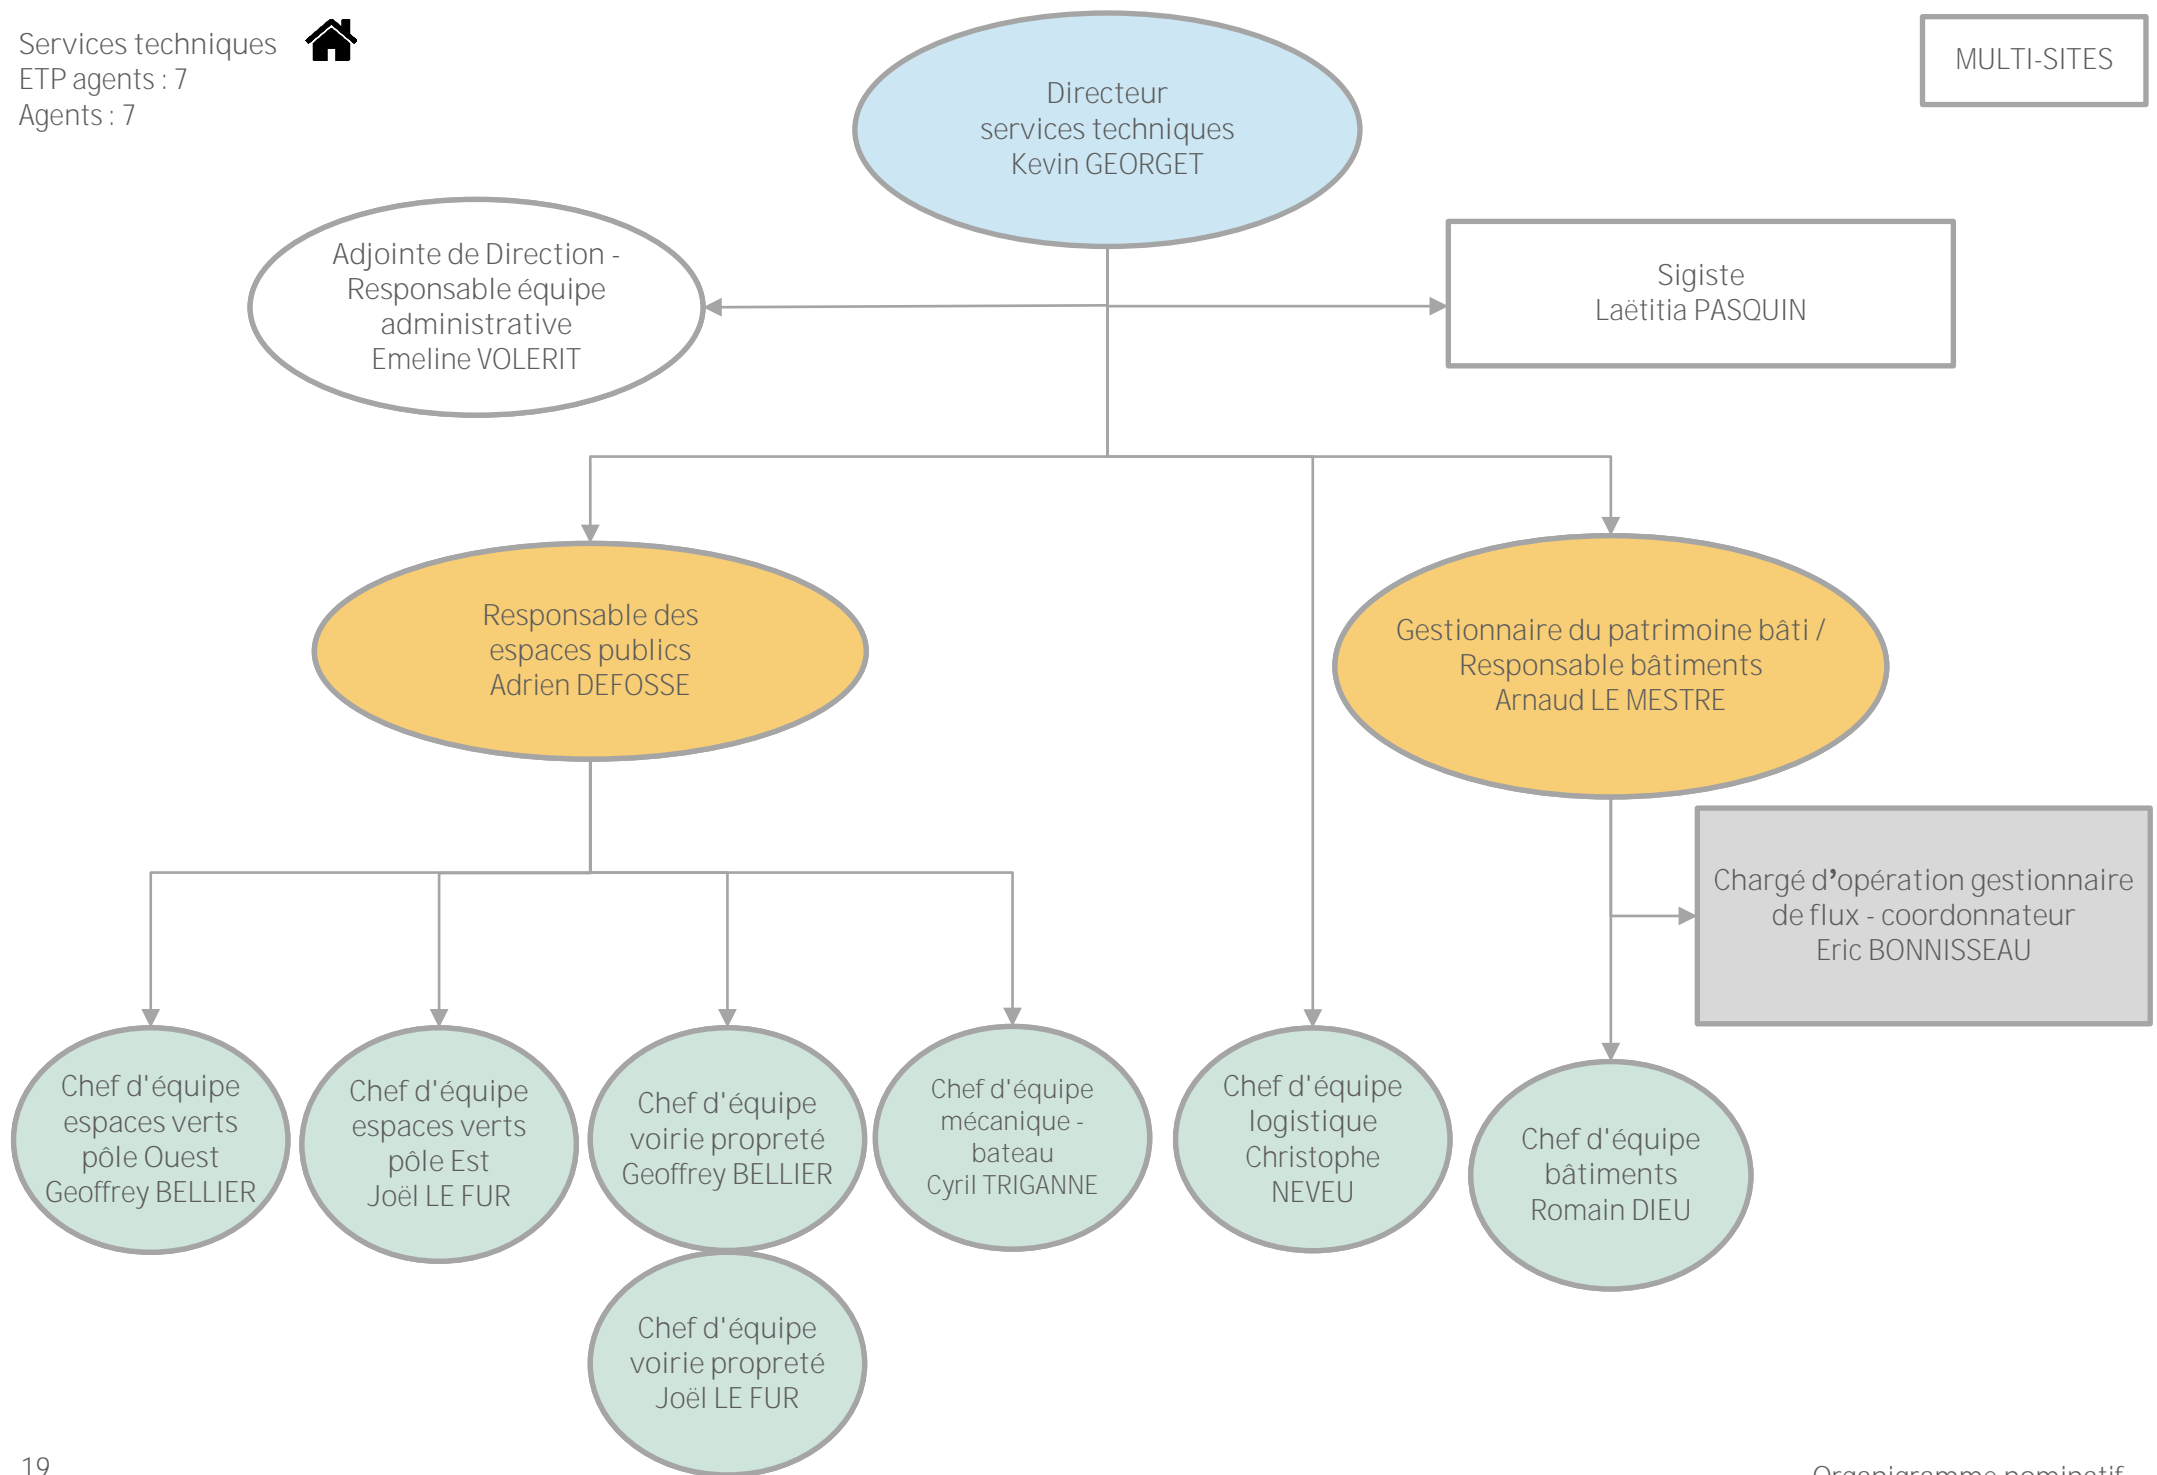 Services techniques
ETP agents : 7
Agents : 7
MULTI-SITES
Directeur
services techniques
Kevin GEORGET
Adjointe de Direction -
Responsable équipe
administrative
Emeline VOLERIT
Sigiste
Laëtitia PASQUIN
Responsable des
espaces publics
Adrien DEFOSSE
Gestionnaire du patrimoine bâti /
Responsable bâtiments
Arnaud LE MESTRE
Chargé d’opération gestionnaire
de flux - coordonnateur
Eric BONNISSEAU
Chef d'équipe
espaces verts
pôle Ouest
Geoffrey BELLIER
Chef d'équipe
espaces verts
pôle Est
Joël LE FUR
Chef d'équipe
voirie propreté
Geoffrey BELLIER
Chef d'équipe
mécanique -
bateau
Cyril TRIGANNE
Chef d'équipe
logistique
Christophe
NEVEU
Chef d'équipe
bâtiments
Romain DIEU
Chef d'équipe
voirie propreté
Joël LE FUR
19
Organigramme nominatif